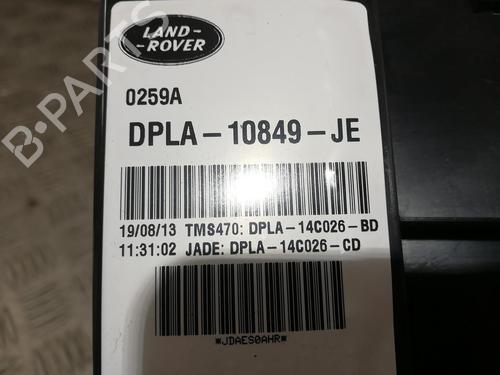 LAND-
-ROVER
0259A
DPLA-10849-JE
19/08/13 TMS470: DPLA-14C026-BD
11:31:02 JADE: DPLA-14C026-CD
*JDAES0AHR*
B-PARTS